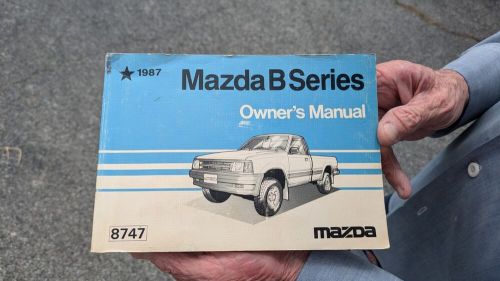 ★ 1987
Mazda B Series
Owner's Manual
8747
mazda